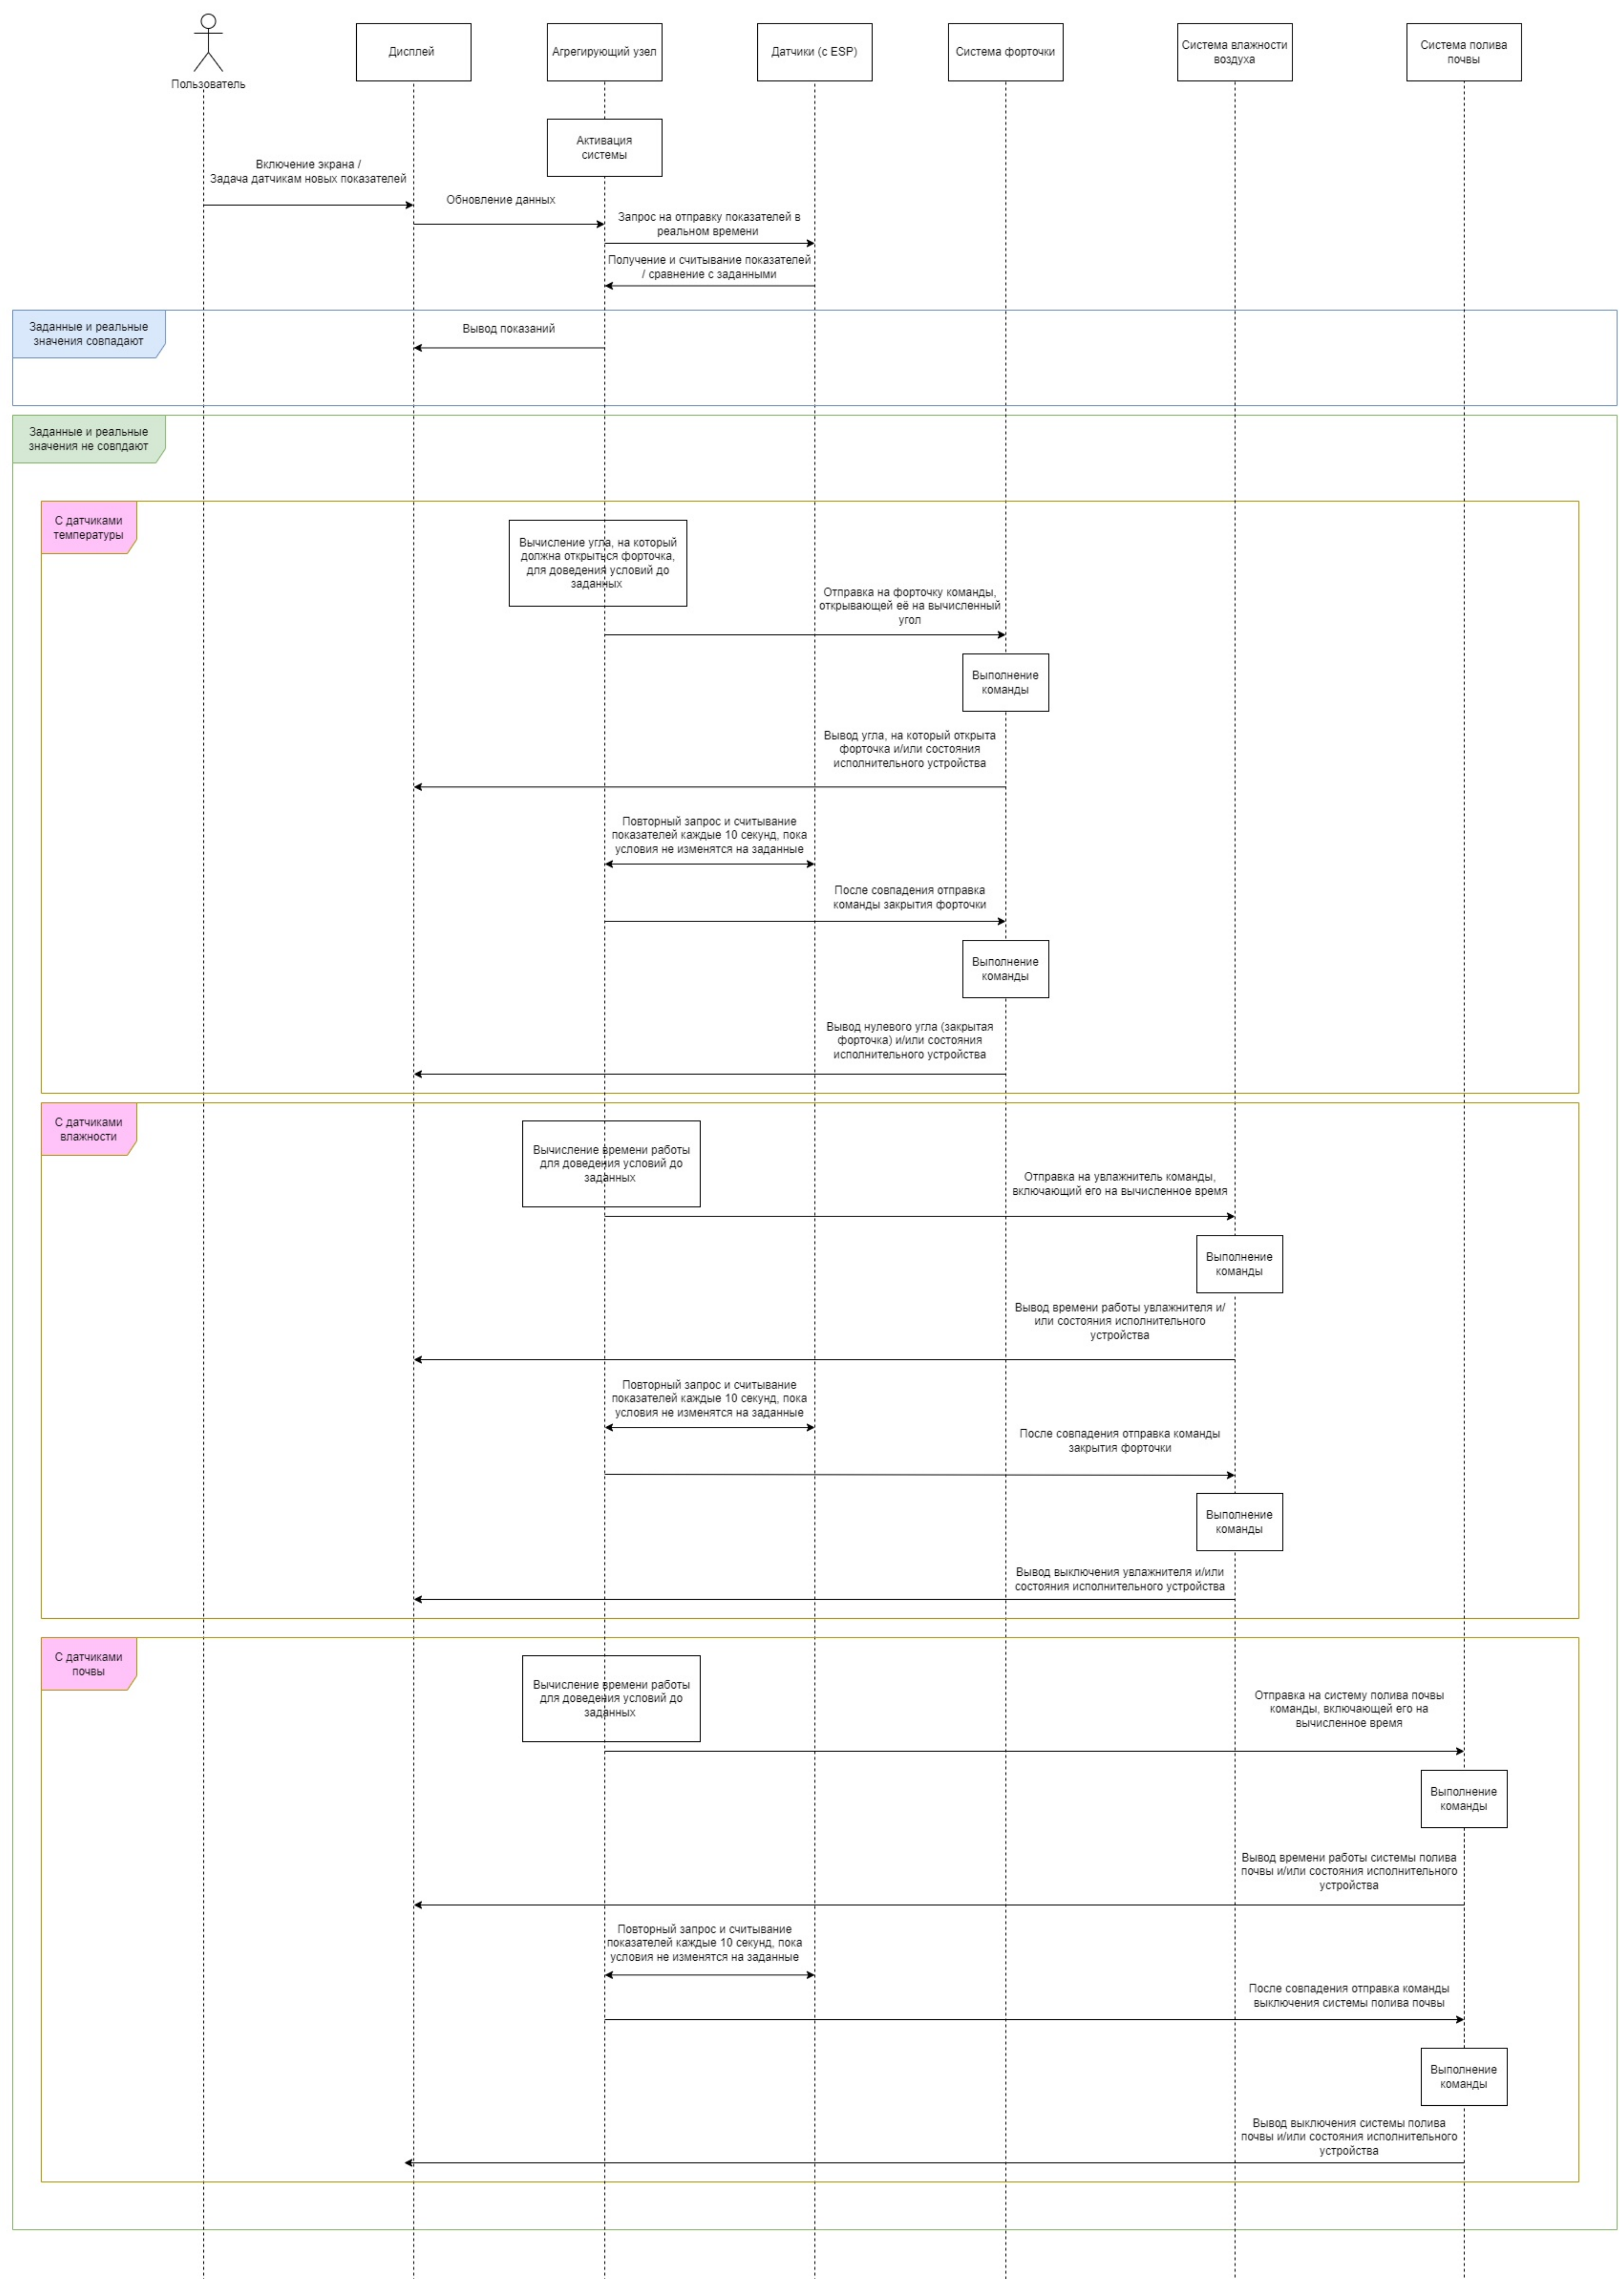 Пользователь
Дисплей
Агрегирующий узел
Датчики (с ESP)
Система форточки
Система влажности
воздуха
Система полива
почвы
Активация
системы
Включение экрана /
Задача датчикам новых показателей
Обновление данных
Запрос на отправку показателей в
реальном времени
Получение и считывание показателей
/ сравнение с заданными
Заданные и реальные
значения совпадают
Вывод показаний
Заданные и реальные
значения не совпдают
С датчиками
температуры
Вычисление угла, на который
должна открыться форточка,
для доведения условий до
заданных
Отправка на форточку команды,
открывающей её на вычисленный
угол
Выполнение
команды
Вывод угла, на который открыта
форточка и/или состояния
исполнительного устройства
Повторный запрос и считывание
показателей каждые 10 секунд, пока
условия не изменятся на заданные
После совпадения отправка
команды закрытия форточки
Выполнение
команды
Вывод нулевого угла (закрытая
форточка) и/или состояния
исполнительного устройства
С датчиками
влажности
Вычисление времени работы
для доведения условий до
заданных
Отправка на увлажнитель команды,
включающий его на вычисленное время
Выполнение
команды
Вывод времени работы увлажнителя и/
или состояния исполнительного
устройства
Повторный запрос и считывание
показателей каждые 10 секунд, пока
условия не изменятся на заданные
После совпадения отправка команды
закрытия форточки
Выполнение
команды
Вывод выключения увлажнителя и/или
состояния исполнительного устройства
С датчиками
почвы
Вычисление времени работы
для доведения условий до
заданных
Отправка на систему полива почвы
команды, включающей его на
вычисленное время
Выполнение
команды
Вывод времени работы системы полива
почвы и/или состояния исполнительного
устройства
Повторный запрос и считывание
показателей каждые 10 секунд, пока
условия не изменятся на заданные
После совпадения отправка команды
выключения системы полива почвы
Выполнение
команды
Вывод выключения системы полива
почвы и/или состояния исполнительного
устройства